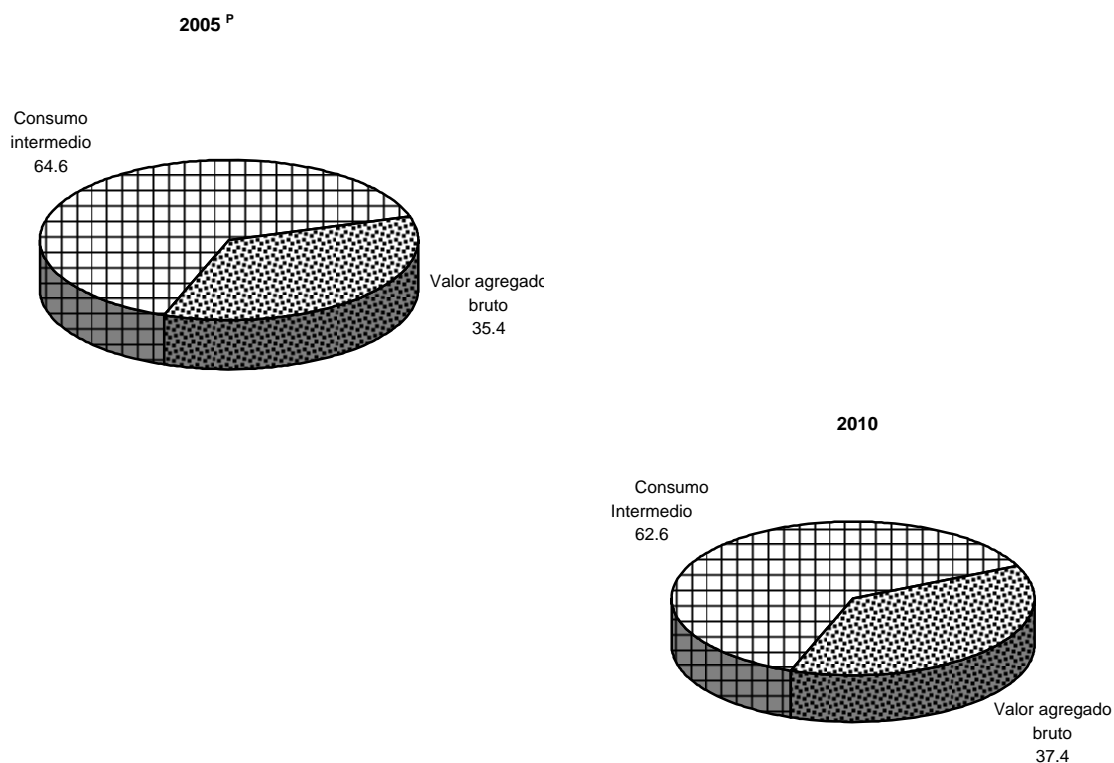 2005 P
Consumo
intermedio
64.6
Valor agregado
bruto
35.4
2010
Consumo
Intermedio
62.6
Valor agregado
bruto
37.4